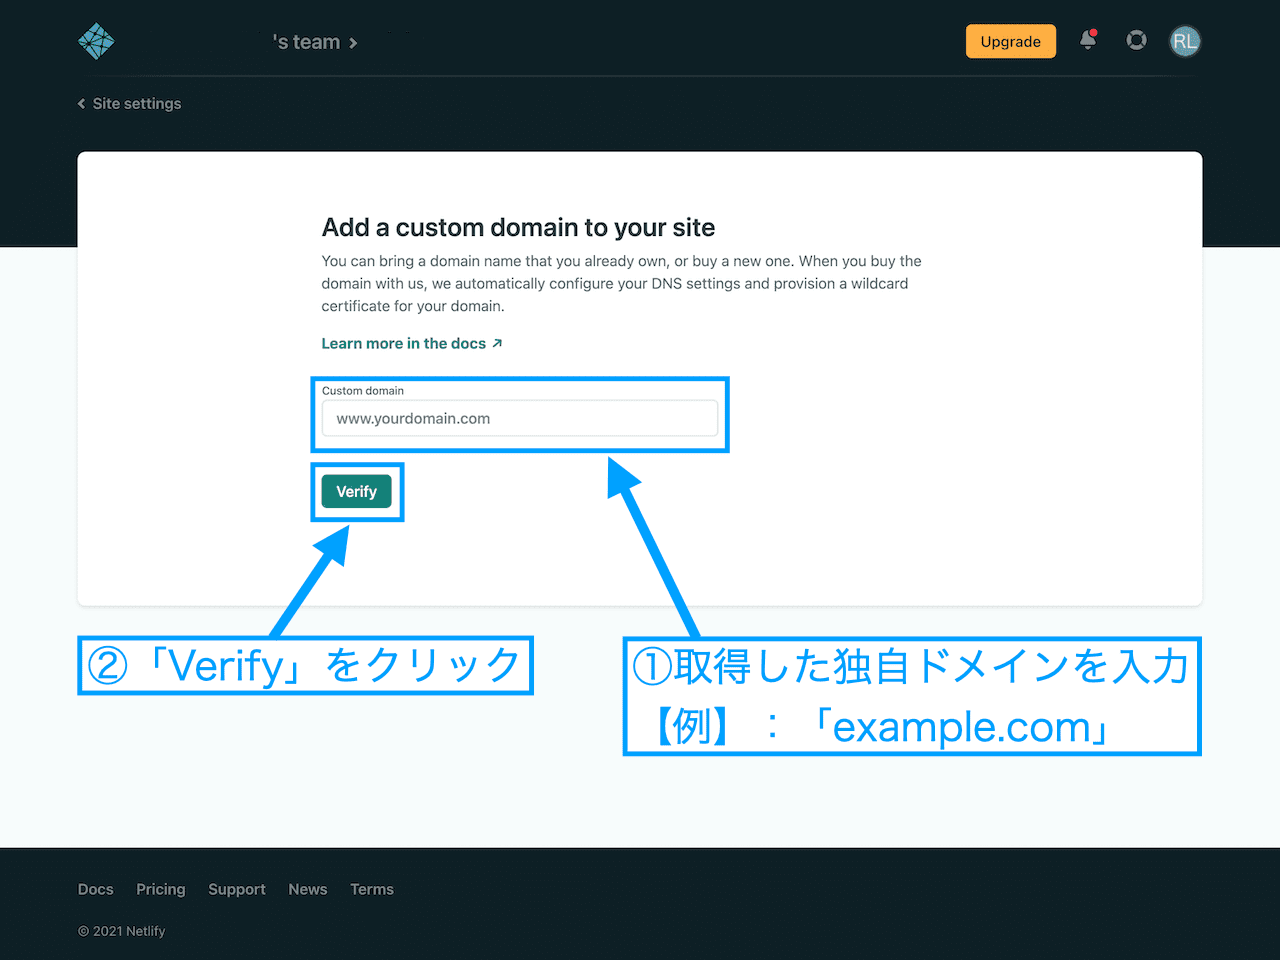 's team
Upgrade
RL
Site settings
Add a custom domain to your site
You can bring a domain name that you already own, or buy a new one. When you buy the
domain with us, we automatically configure your DNS settings and provision a wildcard
certificate for your domain.
Learn more in the docs
Custom domain
www.yourdomain.com
Verify
②「Verify」をクリック
①取得した独自ドメインを入力
【例】：「example.com」
Docs Pricing Support News Terms
© 2021 Netlify